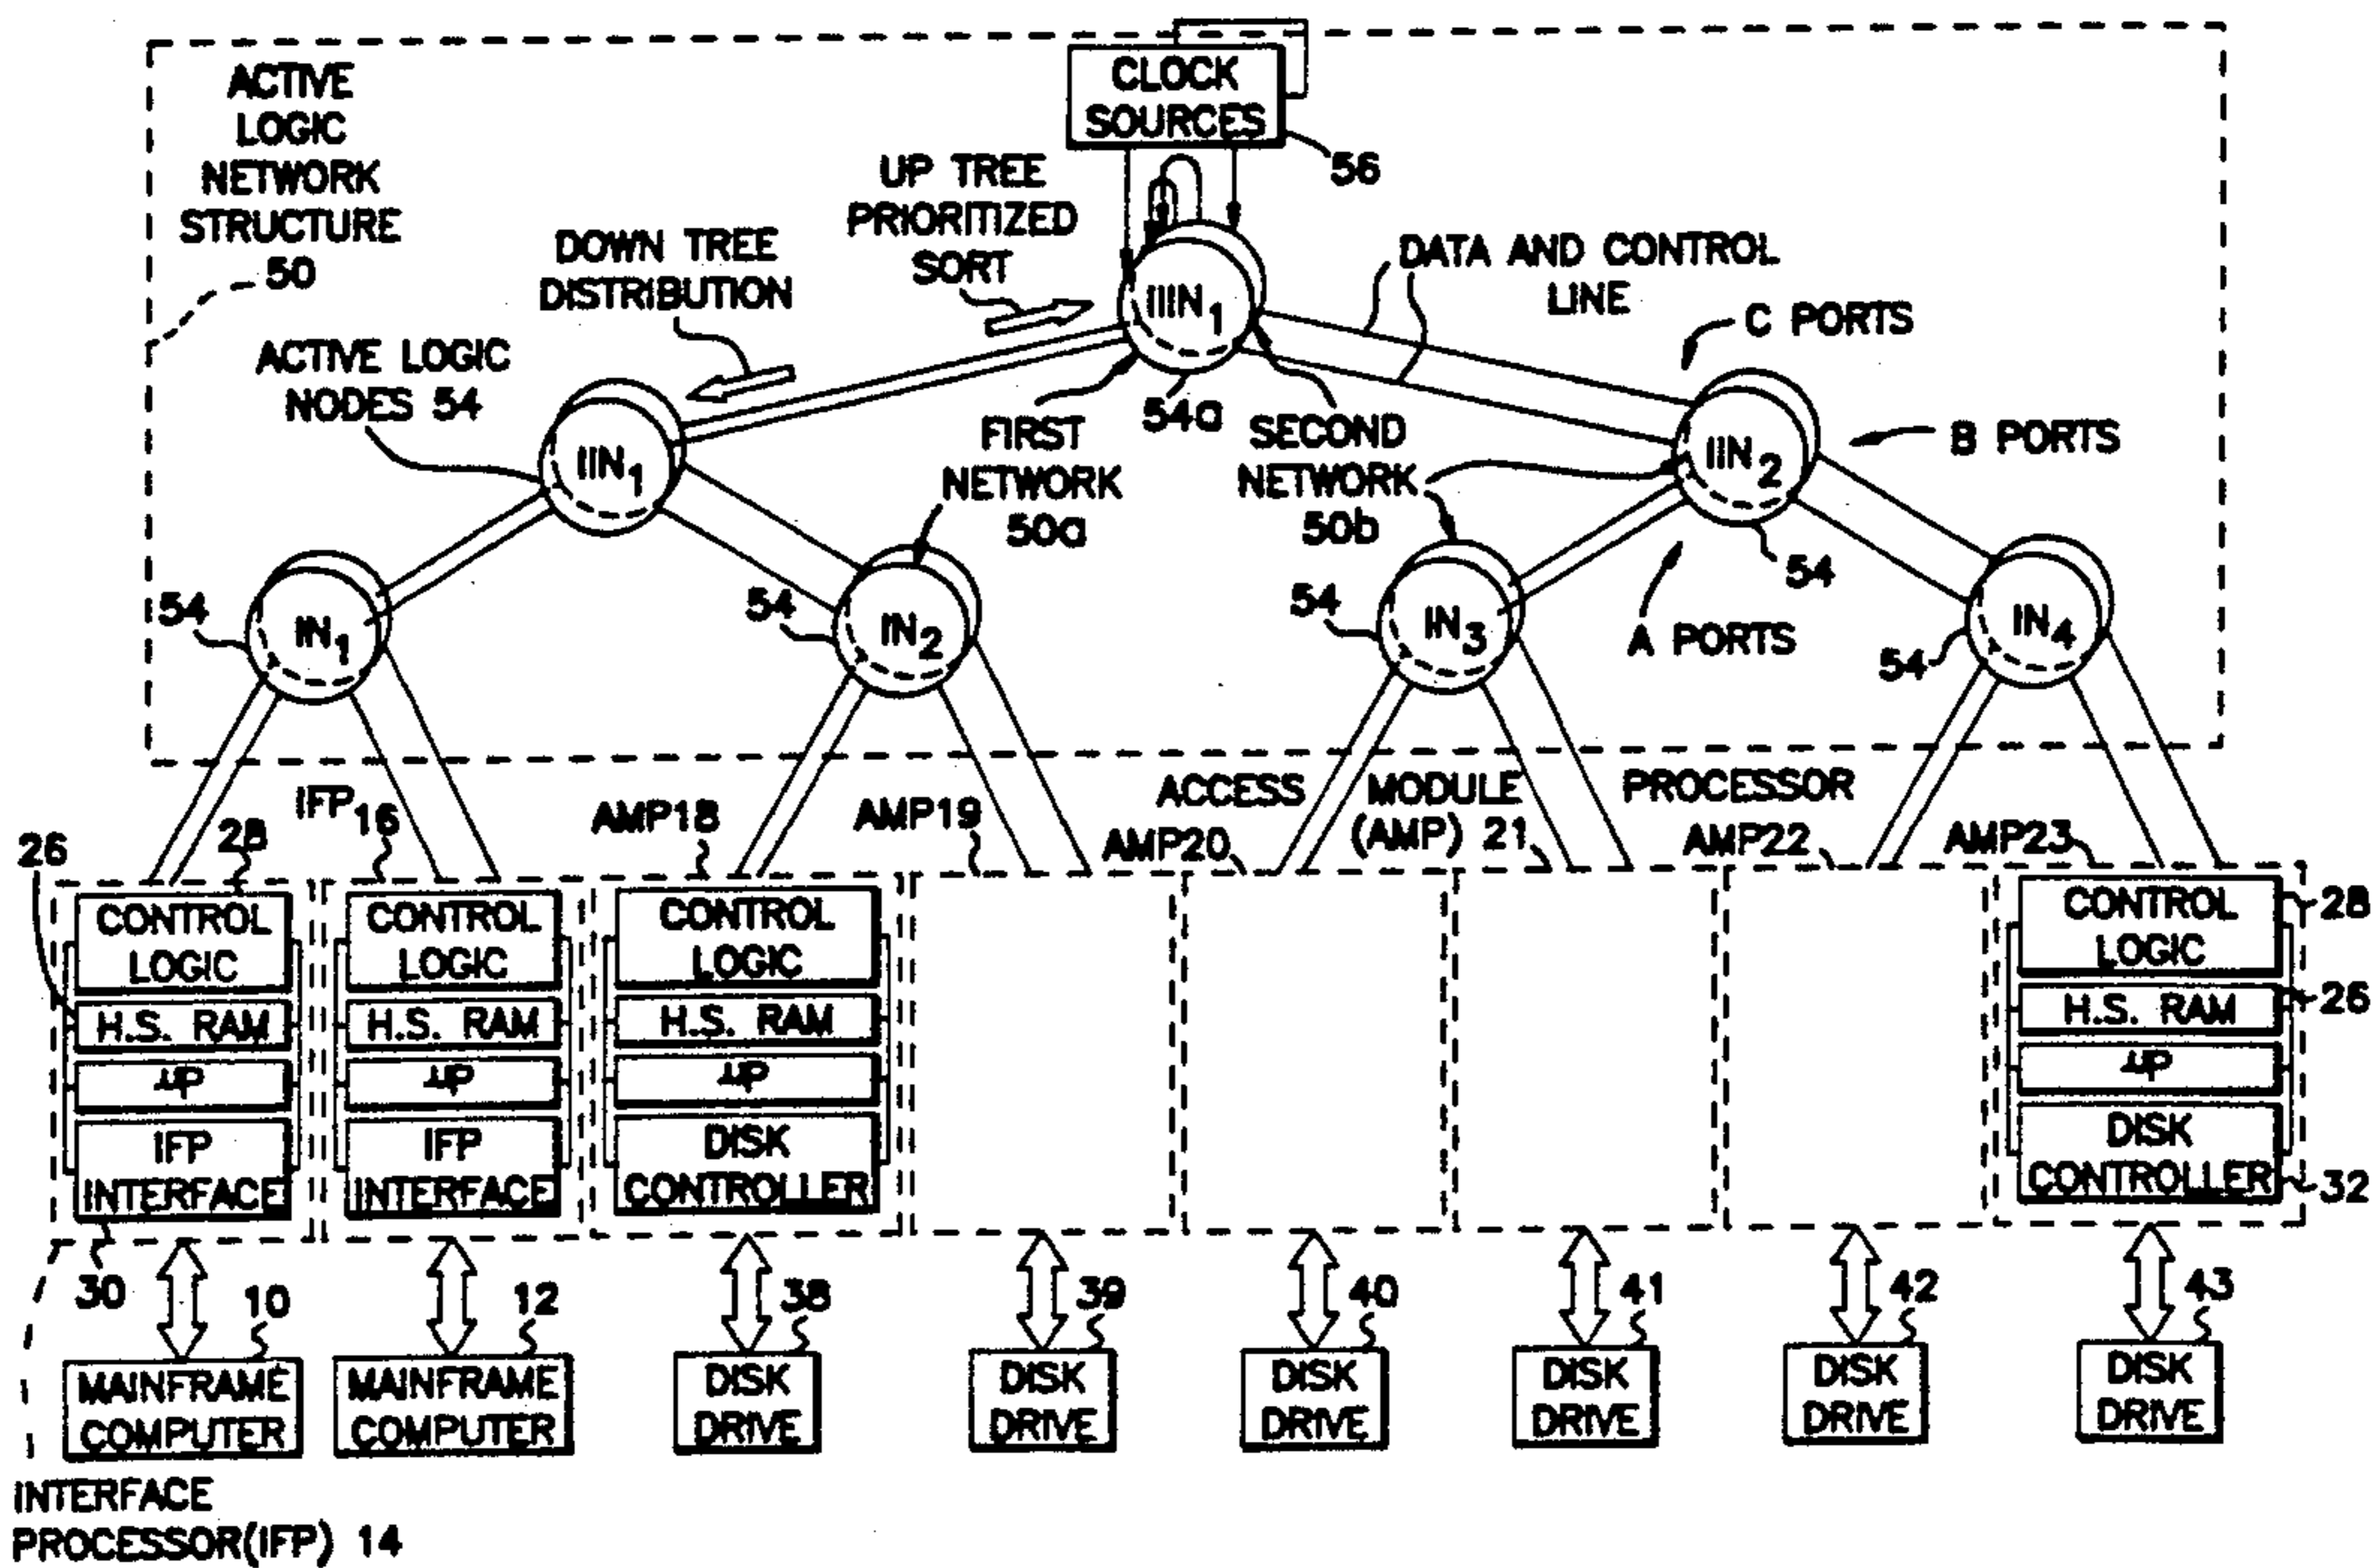 ACTIVE
LOGIC
NETWORK
STRUCTURE
50
CLOCK
SOURCES
56
UP TREE
PRIORITIZED
SORT
DOWN TREE
DISTRIBUTION
DATA AND CONTROL
LINE
C PORTS
B PORTS
A PORTS
ACTIVE LOGIC
NODES 54
IIIN1
54a
FIRST
NETWORK
50a
SECOND
NETWORK
50b
IIN1
IIN2
54
54
IN1
54
IN2
54
IN3
54
IN4
ACCESS MODULE PROCESSOR
(AMP) 21
26
28
IFP16
AMP18
AMP19
AMP20
AMP22
AMP23
CONTROL
LOGIC
H.S. RAM
μP
IFP
INTERFACE
30
CONTROL
LOGIC
H.S. RAM
μP
IFP
INTERFACE
CONTROL
LOGIC
H.S. RAM
μP
DISK
CONTROLLER
CONTROL
LOGIC
28
H.S. RAM
26
μP
DISK
CONTROLLER
32
10
MAINFRAME
COMPUTER
12
MAINFRAME
COMPUTER
38
DISK
DRIVE
39
DISK
DRIVE
40
DISK
DRIVE
41
DISK
DRIVE
42
DISK
DRIVE
43
DISK
DRIVE
INTERFACE
PROCESSOR(IFP) 14